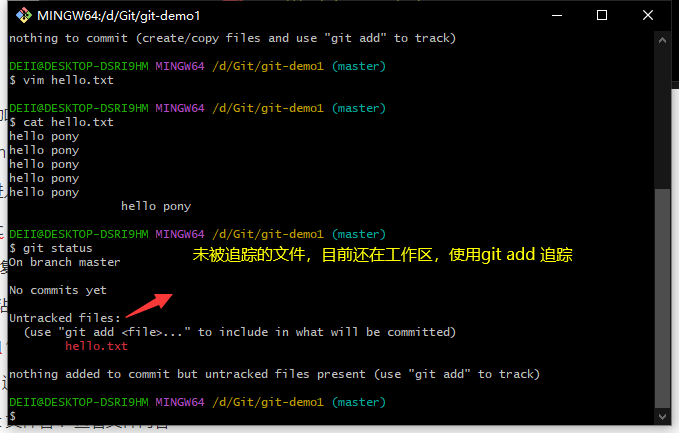 MINGW64:/d/Git/git-demo1
nothing to commit (create/copy files and use "git add" to track)
DEII@DESKTOP-DSRI9HM MINGW64 /d/Git/git-demo1 (master)
$ vim hello.txt
DEII@DESKTOP-DSRI9HM MINGW64 /d/Git/git-demo1 (master)
$ cat hello.txt
hello pony
hello pony
hello pony
hello pony
hello pony
hello pony
DEII@DESKTOP-DSRI9HM MINGW64 /d/Git/git-demo1 (master)
$ git status
未被追踪的文件，目前还在工作区，使用git add 追踪
On branch master
No commits yet
Untracked files:
(use "git add <file>..." to include in what will be committed)
hello.txt
nothing added to commit but untracked files present (use "git add" to track)
DEII@DESKTOP-DSRI9HM MINGW64 /d/Git/git-demo1 (master)
$